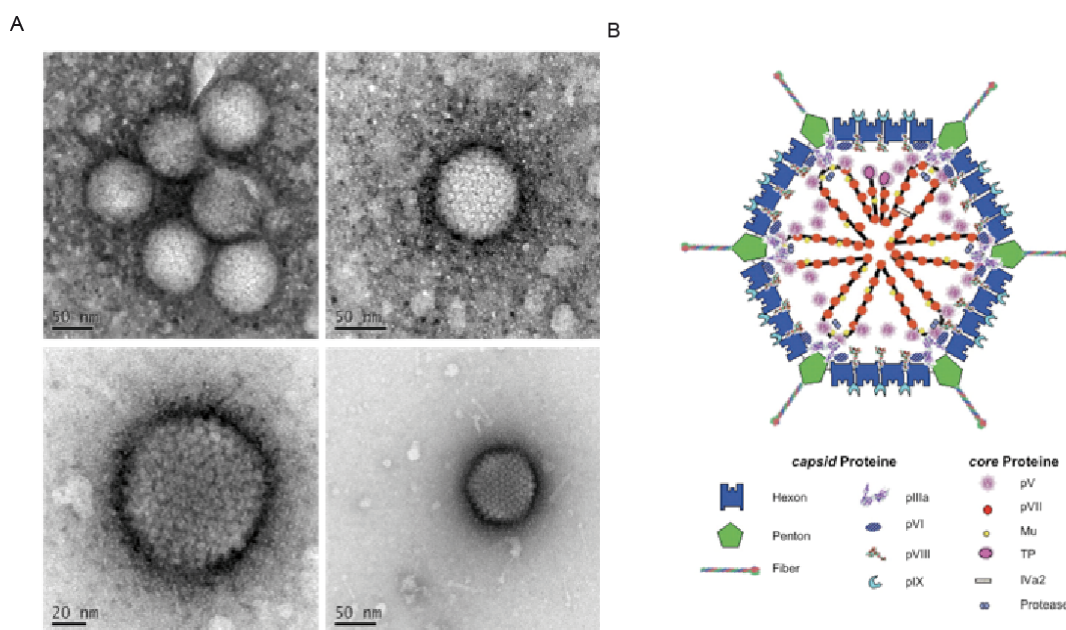 A
B
50 nm
50 nm
20 nm
50 nm
capsid Proteine
core Proteine
Hexon
Penton
Fiber
pIIIa
pVI
pVIII
pIX
pV
pVII
Mu
TP
IVa2
Protease